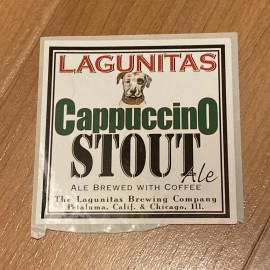 LAGUNITAS
CappuccinO
STOUT
Ale
ALE BREWED WITH COFFEE
The Lagunitas Brewing Company
Petaluma, Calif. & Chicago, Ill.